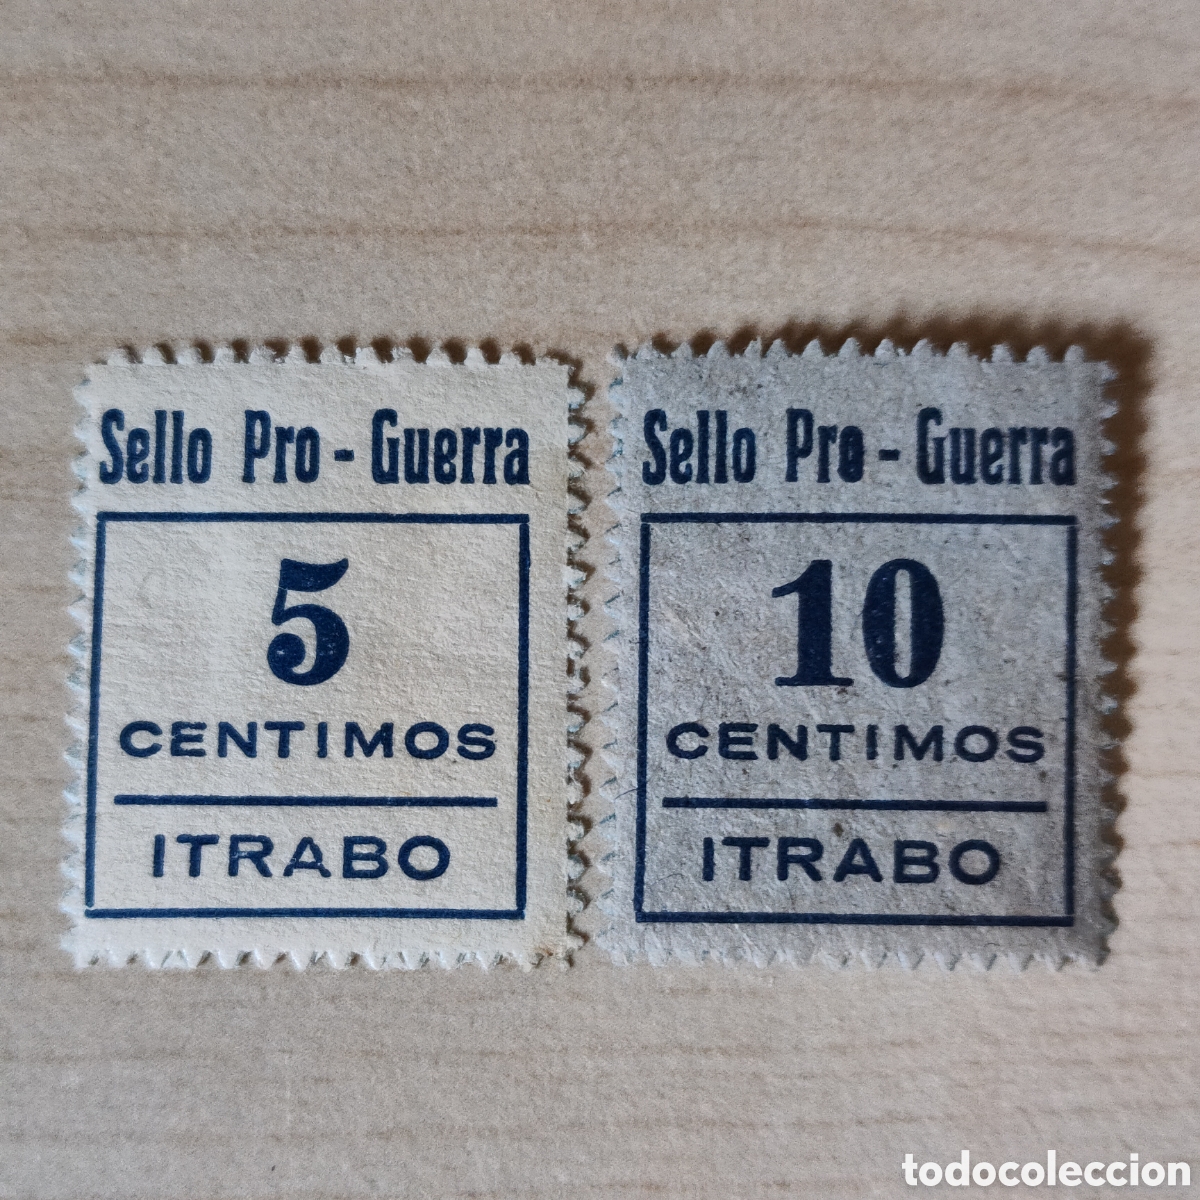 Sello Pro - Guerra
5
CENTIMOS
ITRABO
Sello Pro - Guerra
10
CENTIMOS
ITRABO
todocoleccion